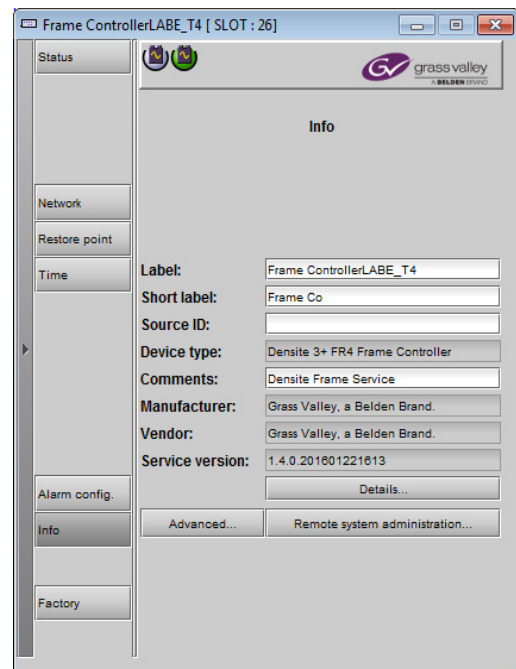 Frame ControllerLABE_T4 [ SLOT : 26]
Status
grass valley
A BELDEN BRAND
Info
Network
Restore point
Time
Label: Frame ControllerLABE_T4
Short label: Frame Co
Source ID:
Device type: Densite 3+ FR4 Frame Controller
Comments: Densite Frame Service
Manufacturer: Grass Valley, a Belden Brand.
Vendor: Grass Valley, a Belden Brand.
Service version: 1.4.0.201601221613
Alarm config.
Details...
Info
Advanced...
Remote system administration...
Factory